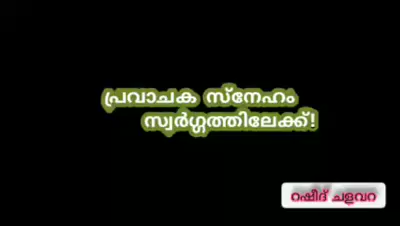 പ്രവാചക സ്നേഹം
സ്വർഗ്ഗത്തിലേക്ക്!
റഷീദ് ചളവറ